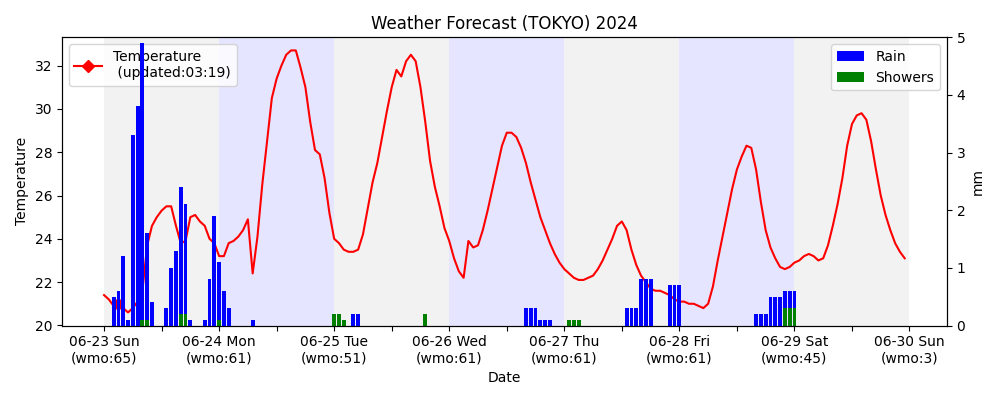 Weather Forecast (TOKYO) 2024
Temperature
(updated:03:19)
Rain
Showers
Temperature
32
30
28
26
24
22
20
5
4
3
2
1
0
mm
06-23 Sun
(wmo:65)
06-24 Mon
(wmo:61)
06-25 Tue
(wmo:51)
06-26 Wed
(wmo:61)
06-27 Thu
(wmo:61)
06-28 Fri
(wmo:61)
06-29 Sat
(wmo:45)
06-30 Sun
(wmo:3)
Date